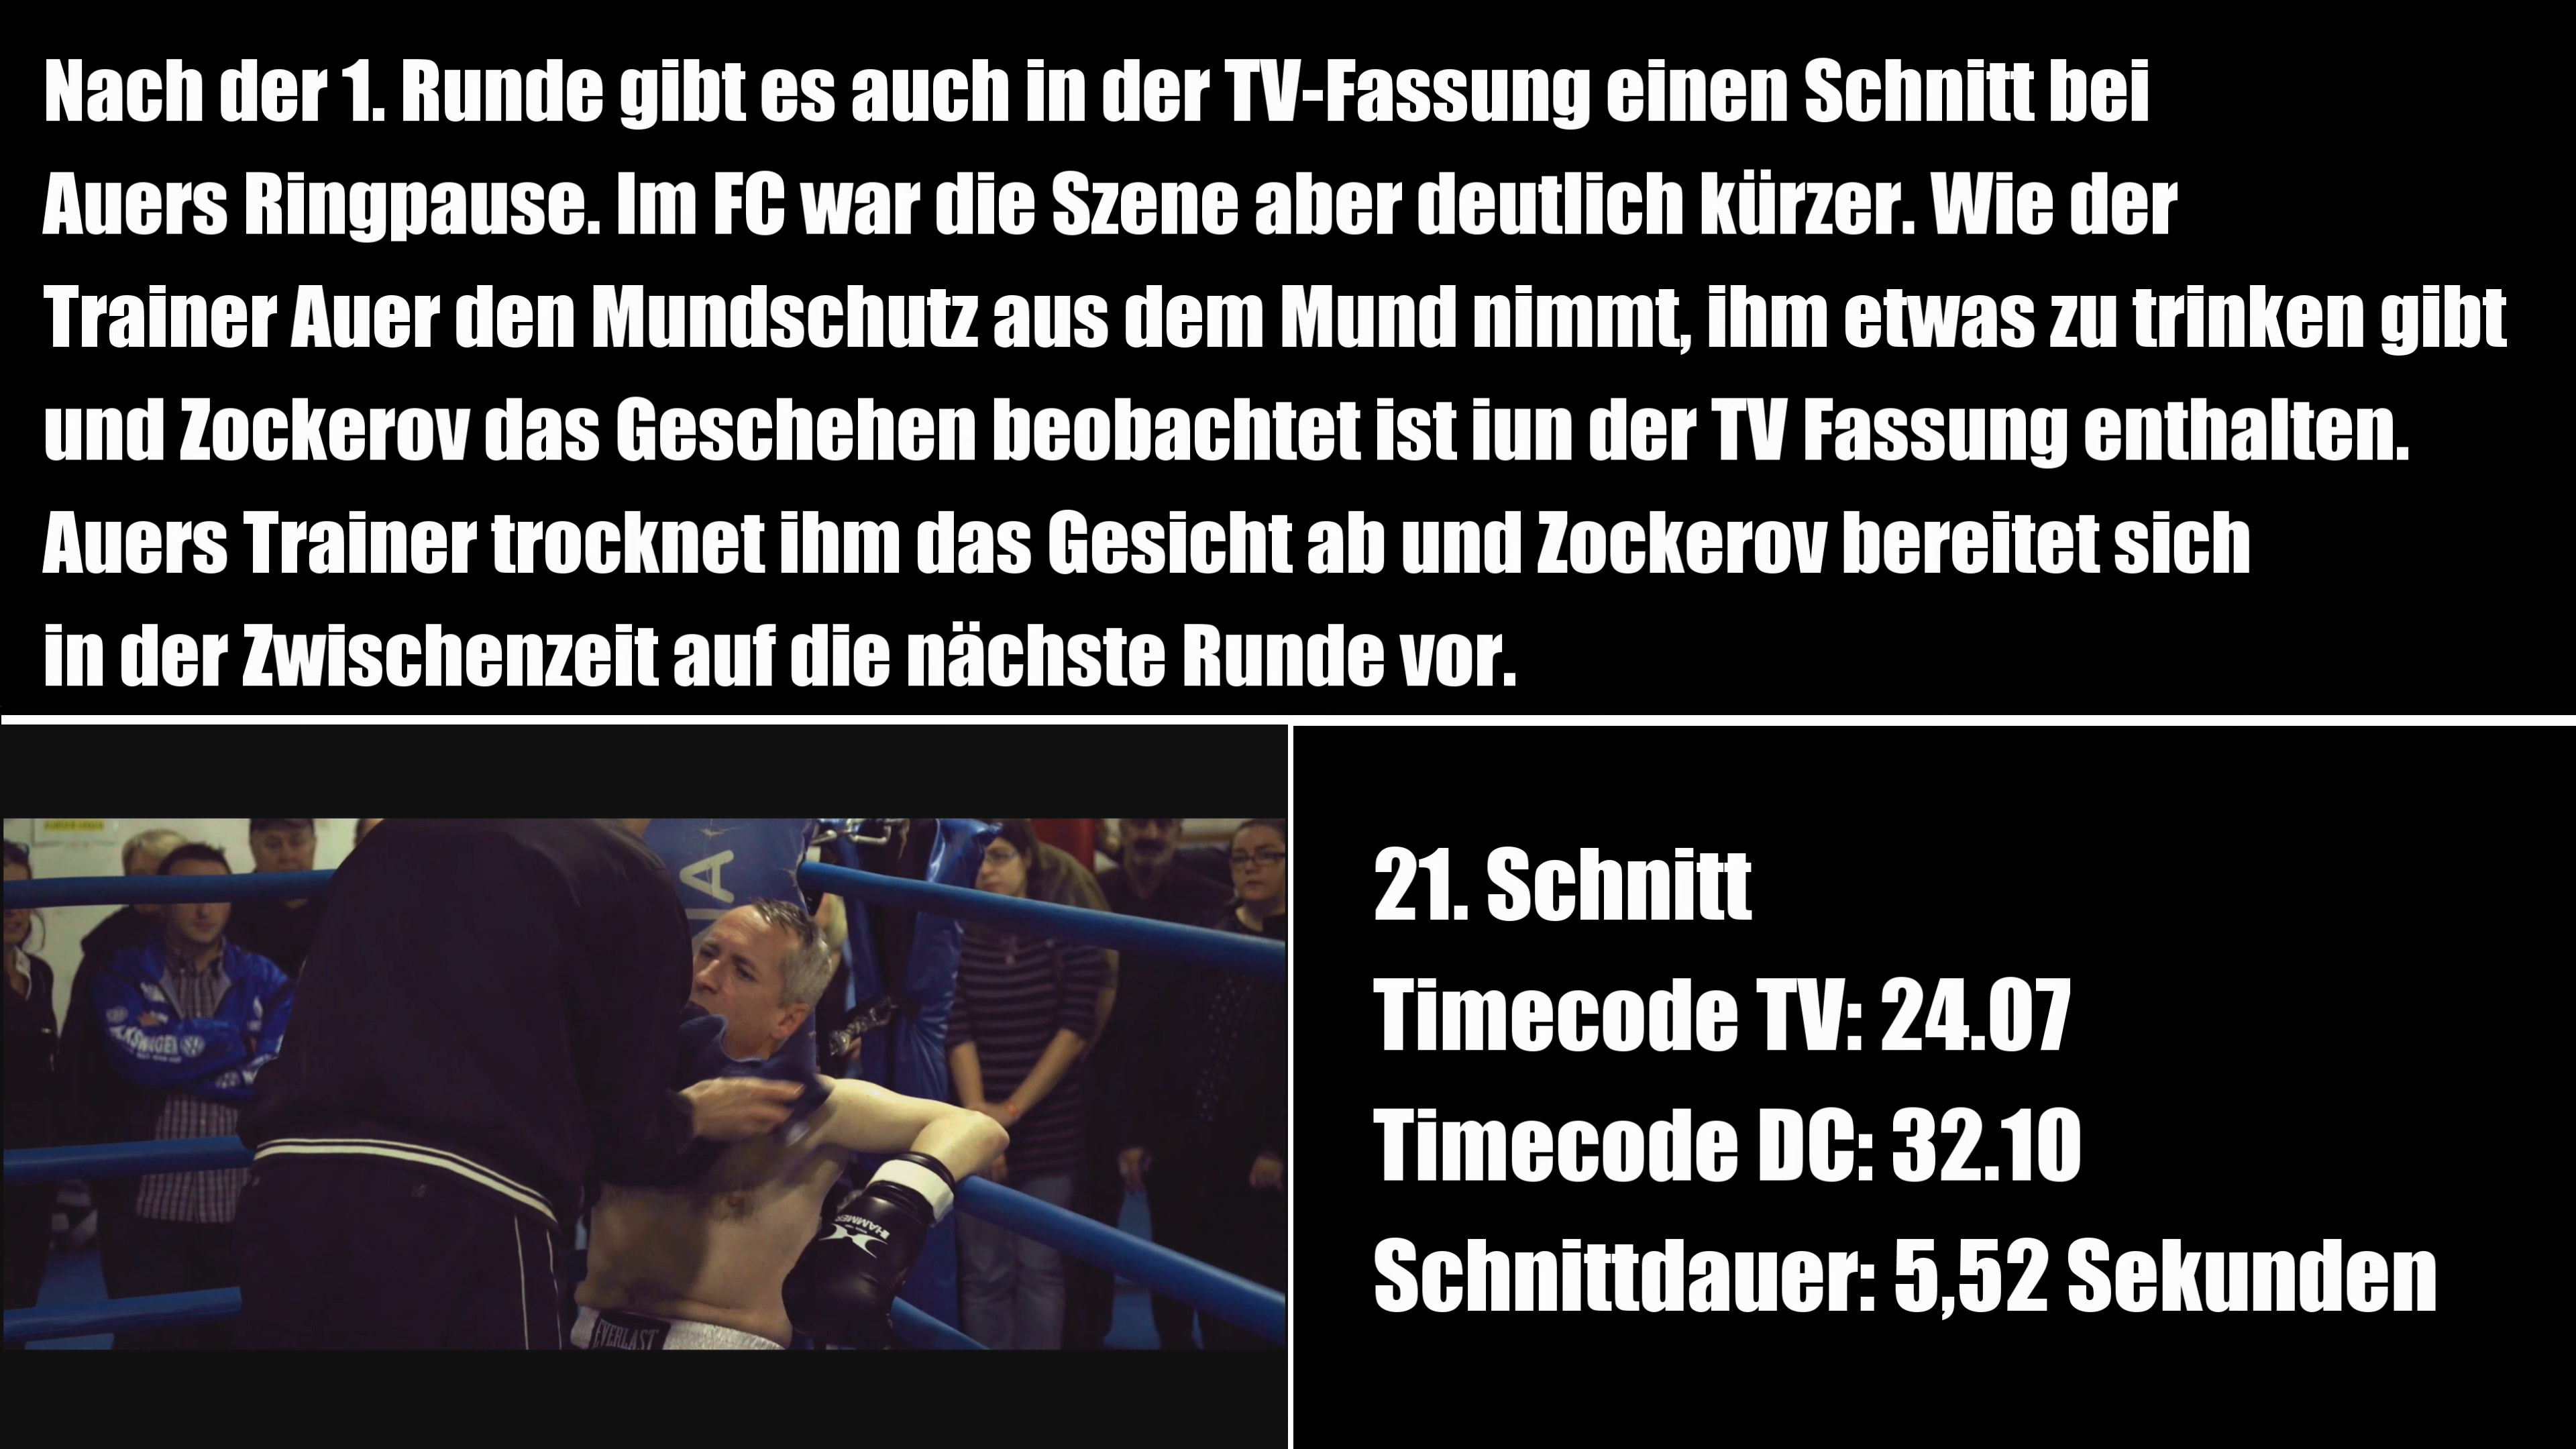 Nach der 1. Runde gibt es auch in der TV-Fassung einen Schnitt bei
Auers Ringpause. Im FC war die Szene aber deutlich kürzer. Wie der
Trainer Auer den Mundschutz aus dem Mund nimmt, ihm etwas zu trinken gibt
und Zockerov das Geschehen beobachtet ist iun der TV Fassung enthalten.
Auers Trainer trocknet ihm das Gesicht ab und Zockerov bereitet sich
in der Zwischenzeit auf die nächste Runde vor.
21. Schnitt
Timecode TV: 24.07
Timecode DC: 32.10
Schnittdauer: 5,52 Sekunden
HAMMER
EVERLAST